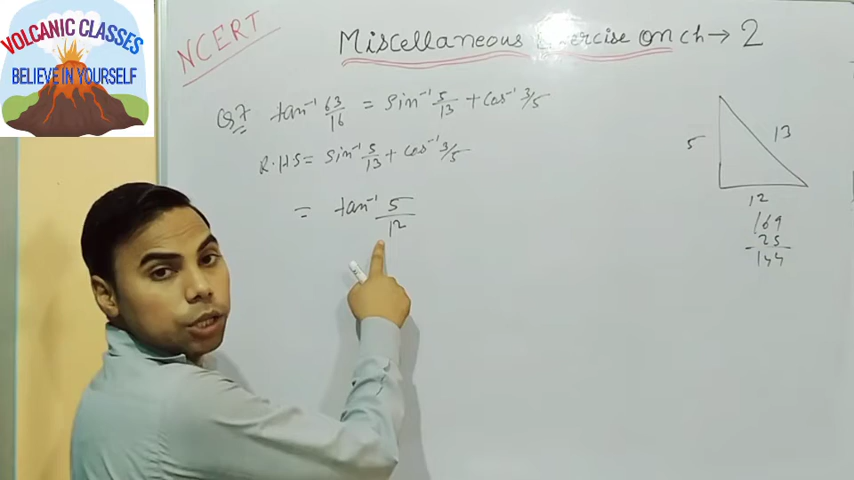 VOLCANIC CLASSES
BELIEVE IN YOURSELF
NCERT
Miscellaneous Exercise on ch → 2
Q7 tan⁻¹ 63/16 = Sin⁻¹ 5/13 + Cos⁻¹ 3/5
R.H.S = Sin⁻¹ 5/13 + Cos⁻¹ 3/5
= tan⁻¹ 5/12
5
13
12
169
25
144